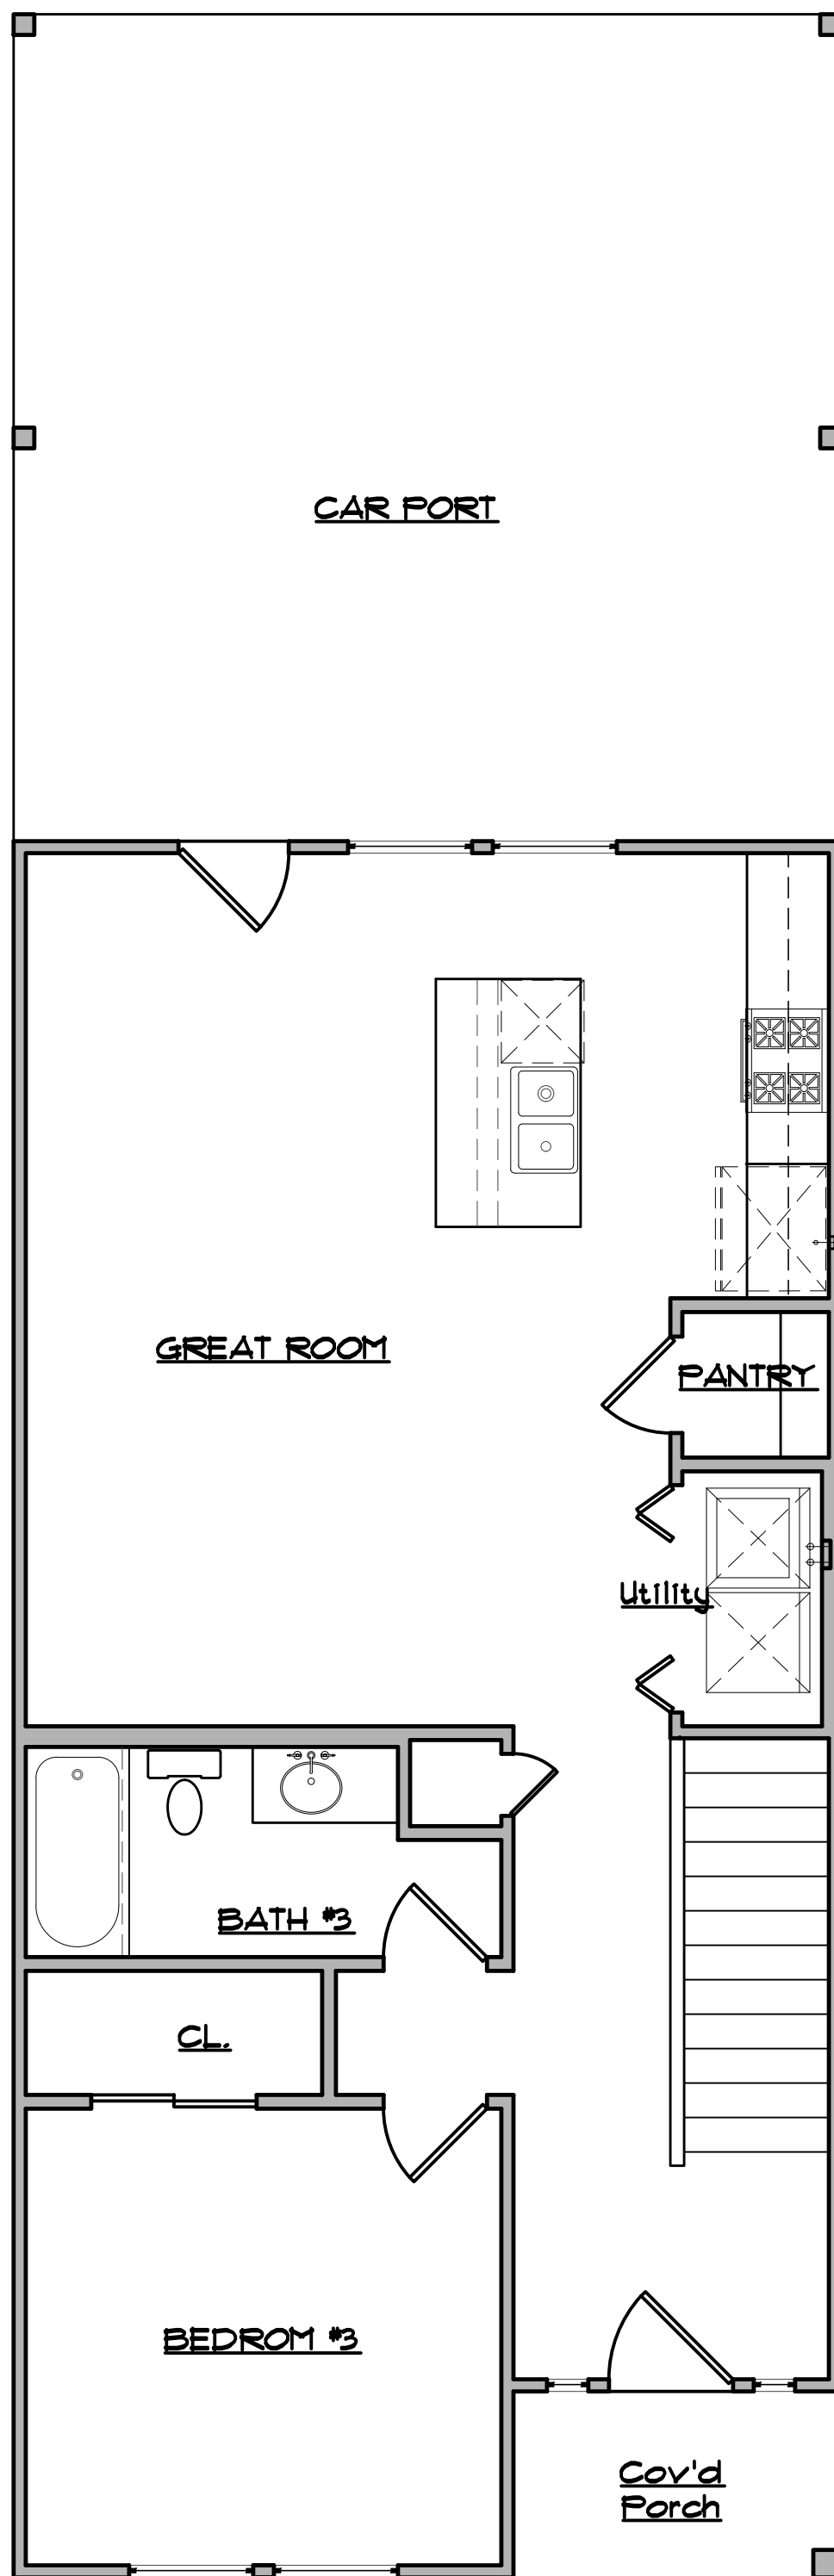 CAR PORT
GREAT ROOM
PANTRY
Utility
BATH #3
CL.
BEDROM #3
Cov'd
Porch